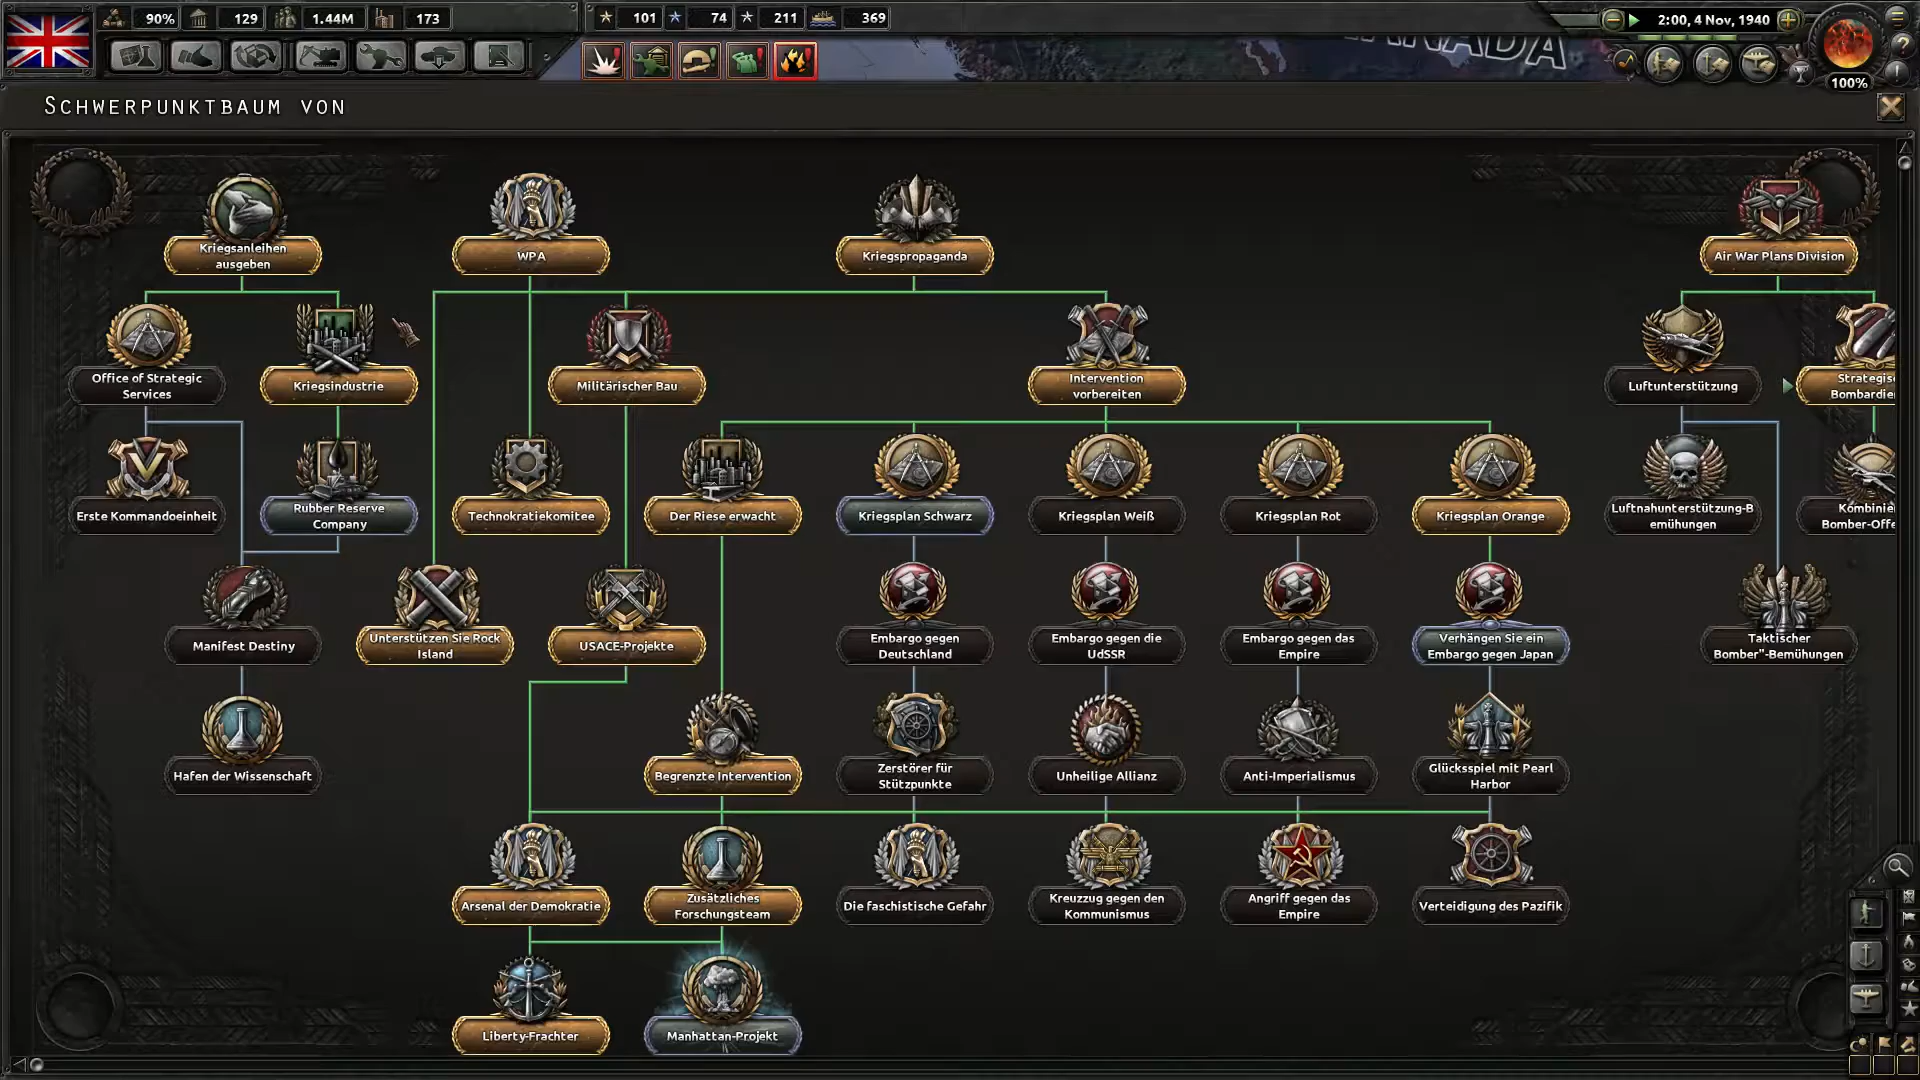 90%
129
1.44M
173
101
74
211
369
2:00, 4 Nov, 1940
100%
CANADA
SCHWERPUNKTBAUM VON
Kriegsanleihen
ausgeben
WPA
Kriegspropaganda
Air War Plans Division
Office of Strategic
Services
Kriegsindustrie
Militärischer Bau
Intervention
vorbereiten
Luftunterstützung
Strategisc
Bombardier
Erste Kommandoeinheit
Rubber Reserve
Company
Technokratiekomitee
Der Riese erwacht
Kriegsplan Schwarz
Kriegsplan Weiß
Kriegsplan Rot
Kriegsplan Orange
Luftnahunterstützung-B
emühungen
Kombinie
Bomber-Offe
Manifest Destiny
Unterstützen Sie Rock
Island
USACE-Projekte
Embargo gegen
Deutschland
Embargo gegen die
UdSSR
Embargo gegen das
Empire
Verhängen Sie ein
Embargo gegen Japan
Taktischer
Bomber"-Bemühungen
Hafen der Wissenschaft
Begrenzte Intervention
Zerstörer für
Stützpunkte
Unheilige Allianz
Anti-Imperialismus
Glücksspiel mit Pearl
Harbor
Arsenal der Demokratie
Zusätzliches
Forschungsteam
Die faschistische Gefahr
Kreuzzug gegen den
Kommunismus
Angriff gegen das
Empire
Verteidigung des Pazifik
Liberty-Frachter
Manhattan-Projekt